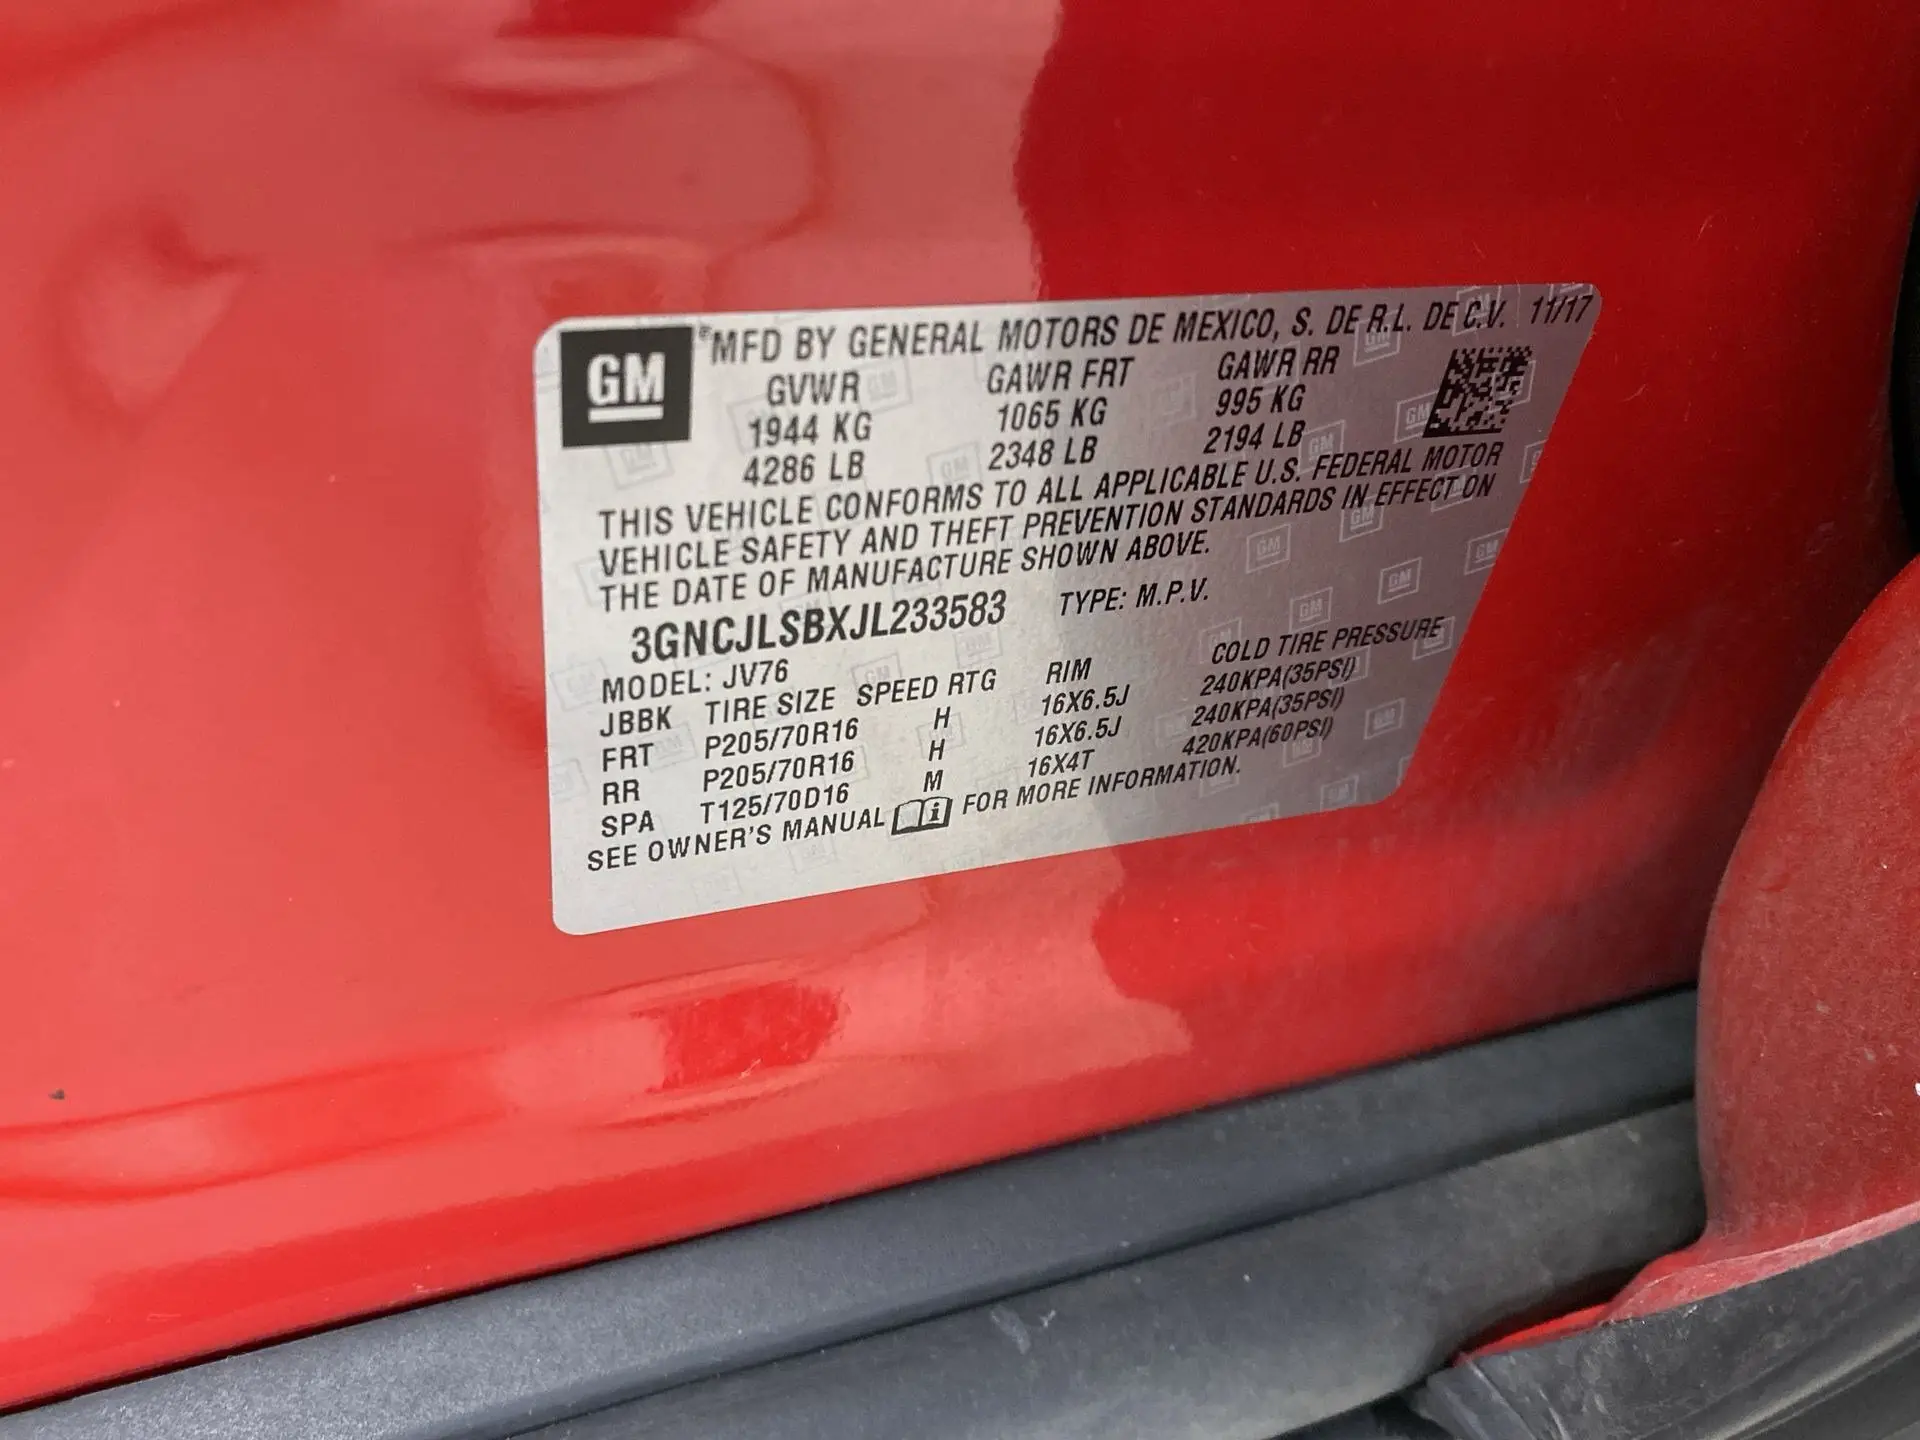 GM
®MFD BY GENERAL MOTORS DE MEXICO, S. DE R.L. DE C.V. 11/17
GVWR GAWR FRT GAWR RR
1944 KG 1065 KG 995 KG
4286 LB 2348 LB 2194 LB
THIS VEHICLE CONFORMS TO ALL APPLICABLE U.S. FEDERAL MOTOR
VEHICLE SAFETY AND THEFT PREVENTION STANDARDS IN EFFECT ON
THE DATE OF MANUFACTURE SHOWN ABOVE.
3GNCJLSBXJL233583 TYPE: M.P.V.
MODEL: JV76
JBBK TIRE SIZE SPEED RTG RIM COLD TIRE PRESSURE
FRT P205/70R16 H 16X6.5J 240KPA(35PSI)
RR P205/70R16 H 16X6.5J 240KPA(35PSI)
SPA T125/70D16 M 16X4T 420KPA(60PSI)
SEE OWNER'S MANUAL i FOR MORE INFORMATION.